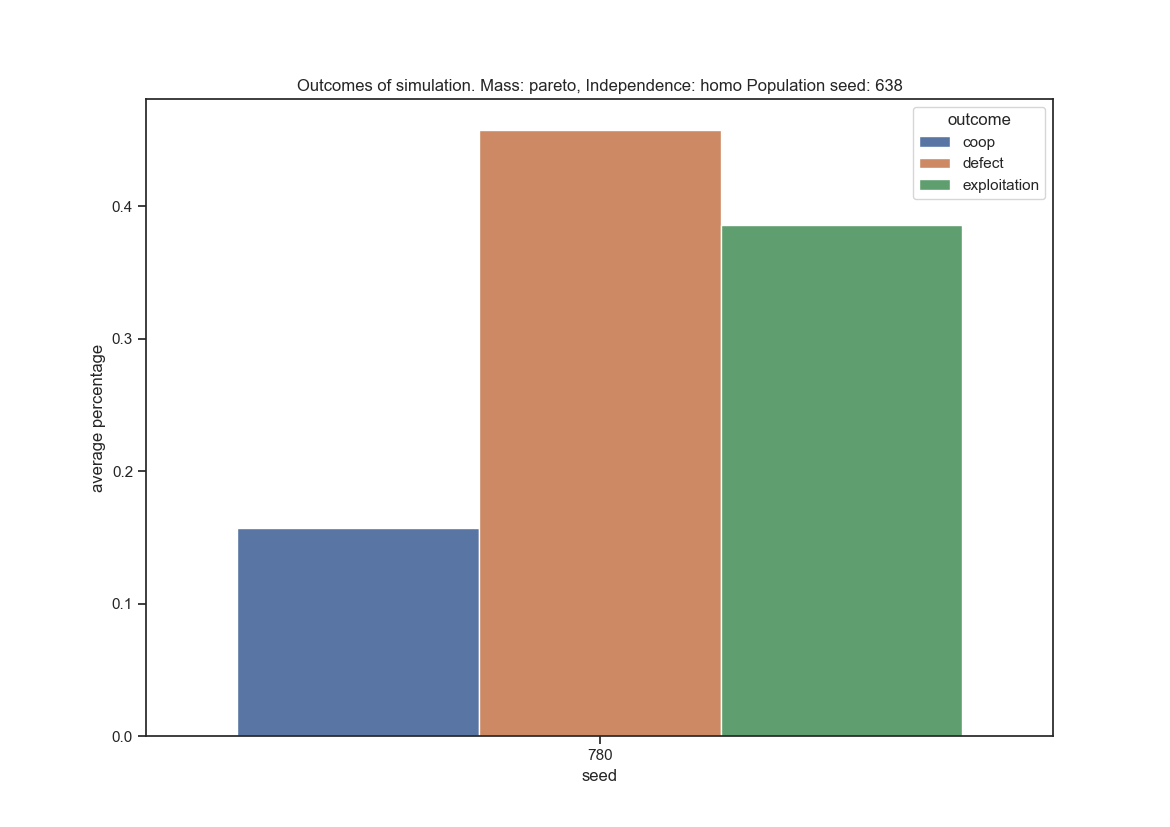 Outcomes of simulation. Mass: pareto, Independence: homo Population seed: 638
outcome
coop
defect
exploitation
average percentage
0.4
0.3
0.2
0.1
0.0
780
seed